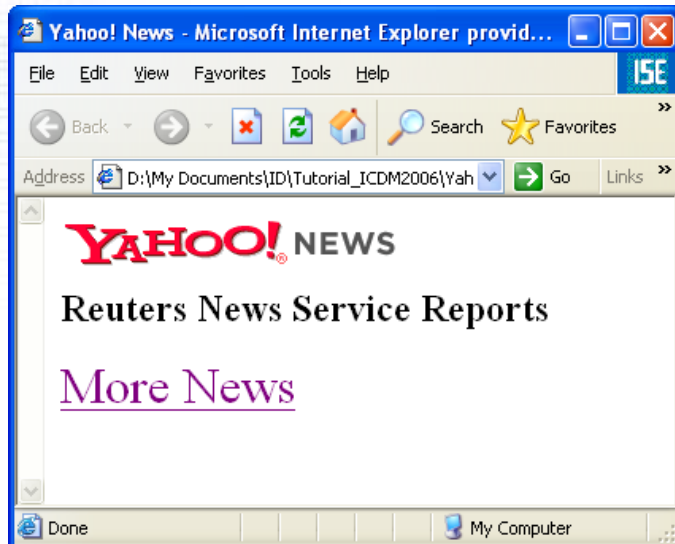 Yahoo! News - Microsoft Internet Explorer provid...
File Edit View Favorites Tools Help
ISE
Back Search Favorites »
Address D:\My Documents\ID\Tutorial_ICDM2006\Yah Go Links »
YAHOO!® NEWS
Reuters News Service Reports
More News
Done My Computer